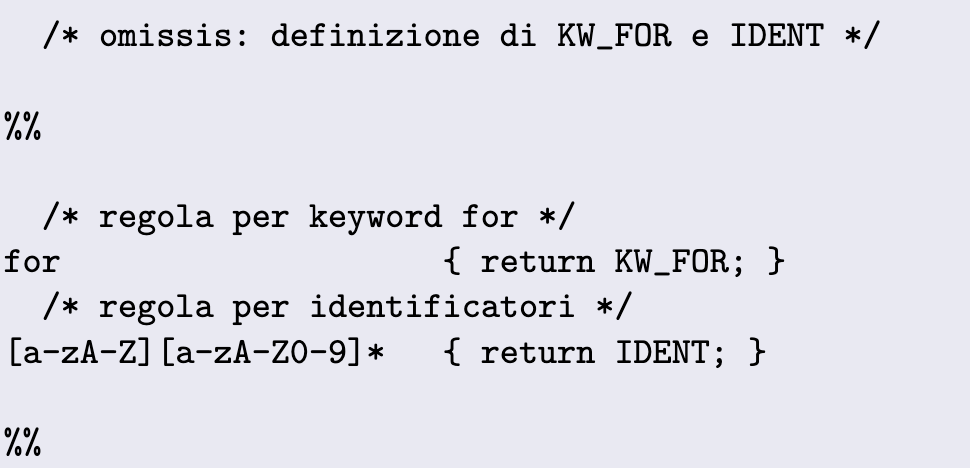 /* omissis: definizione di KW_FOR e IDENT */
%%
  /* regola per keyword for */
for                    { return KW_FOR; }
  /* regola per identificatori */
[a-zA-Z][a-zA-Z0-9]*   { return IDENT; }
%%